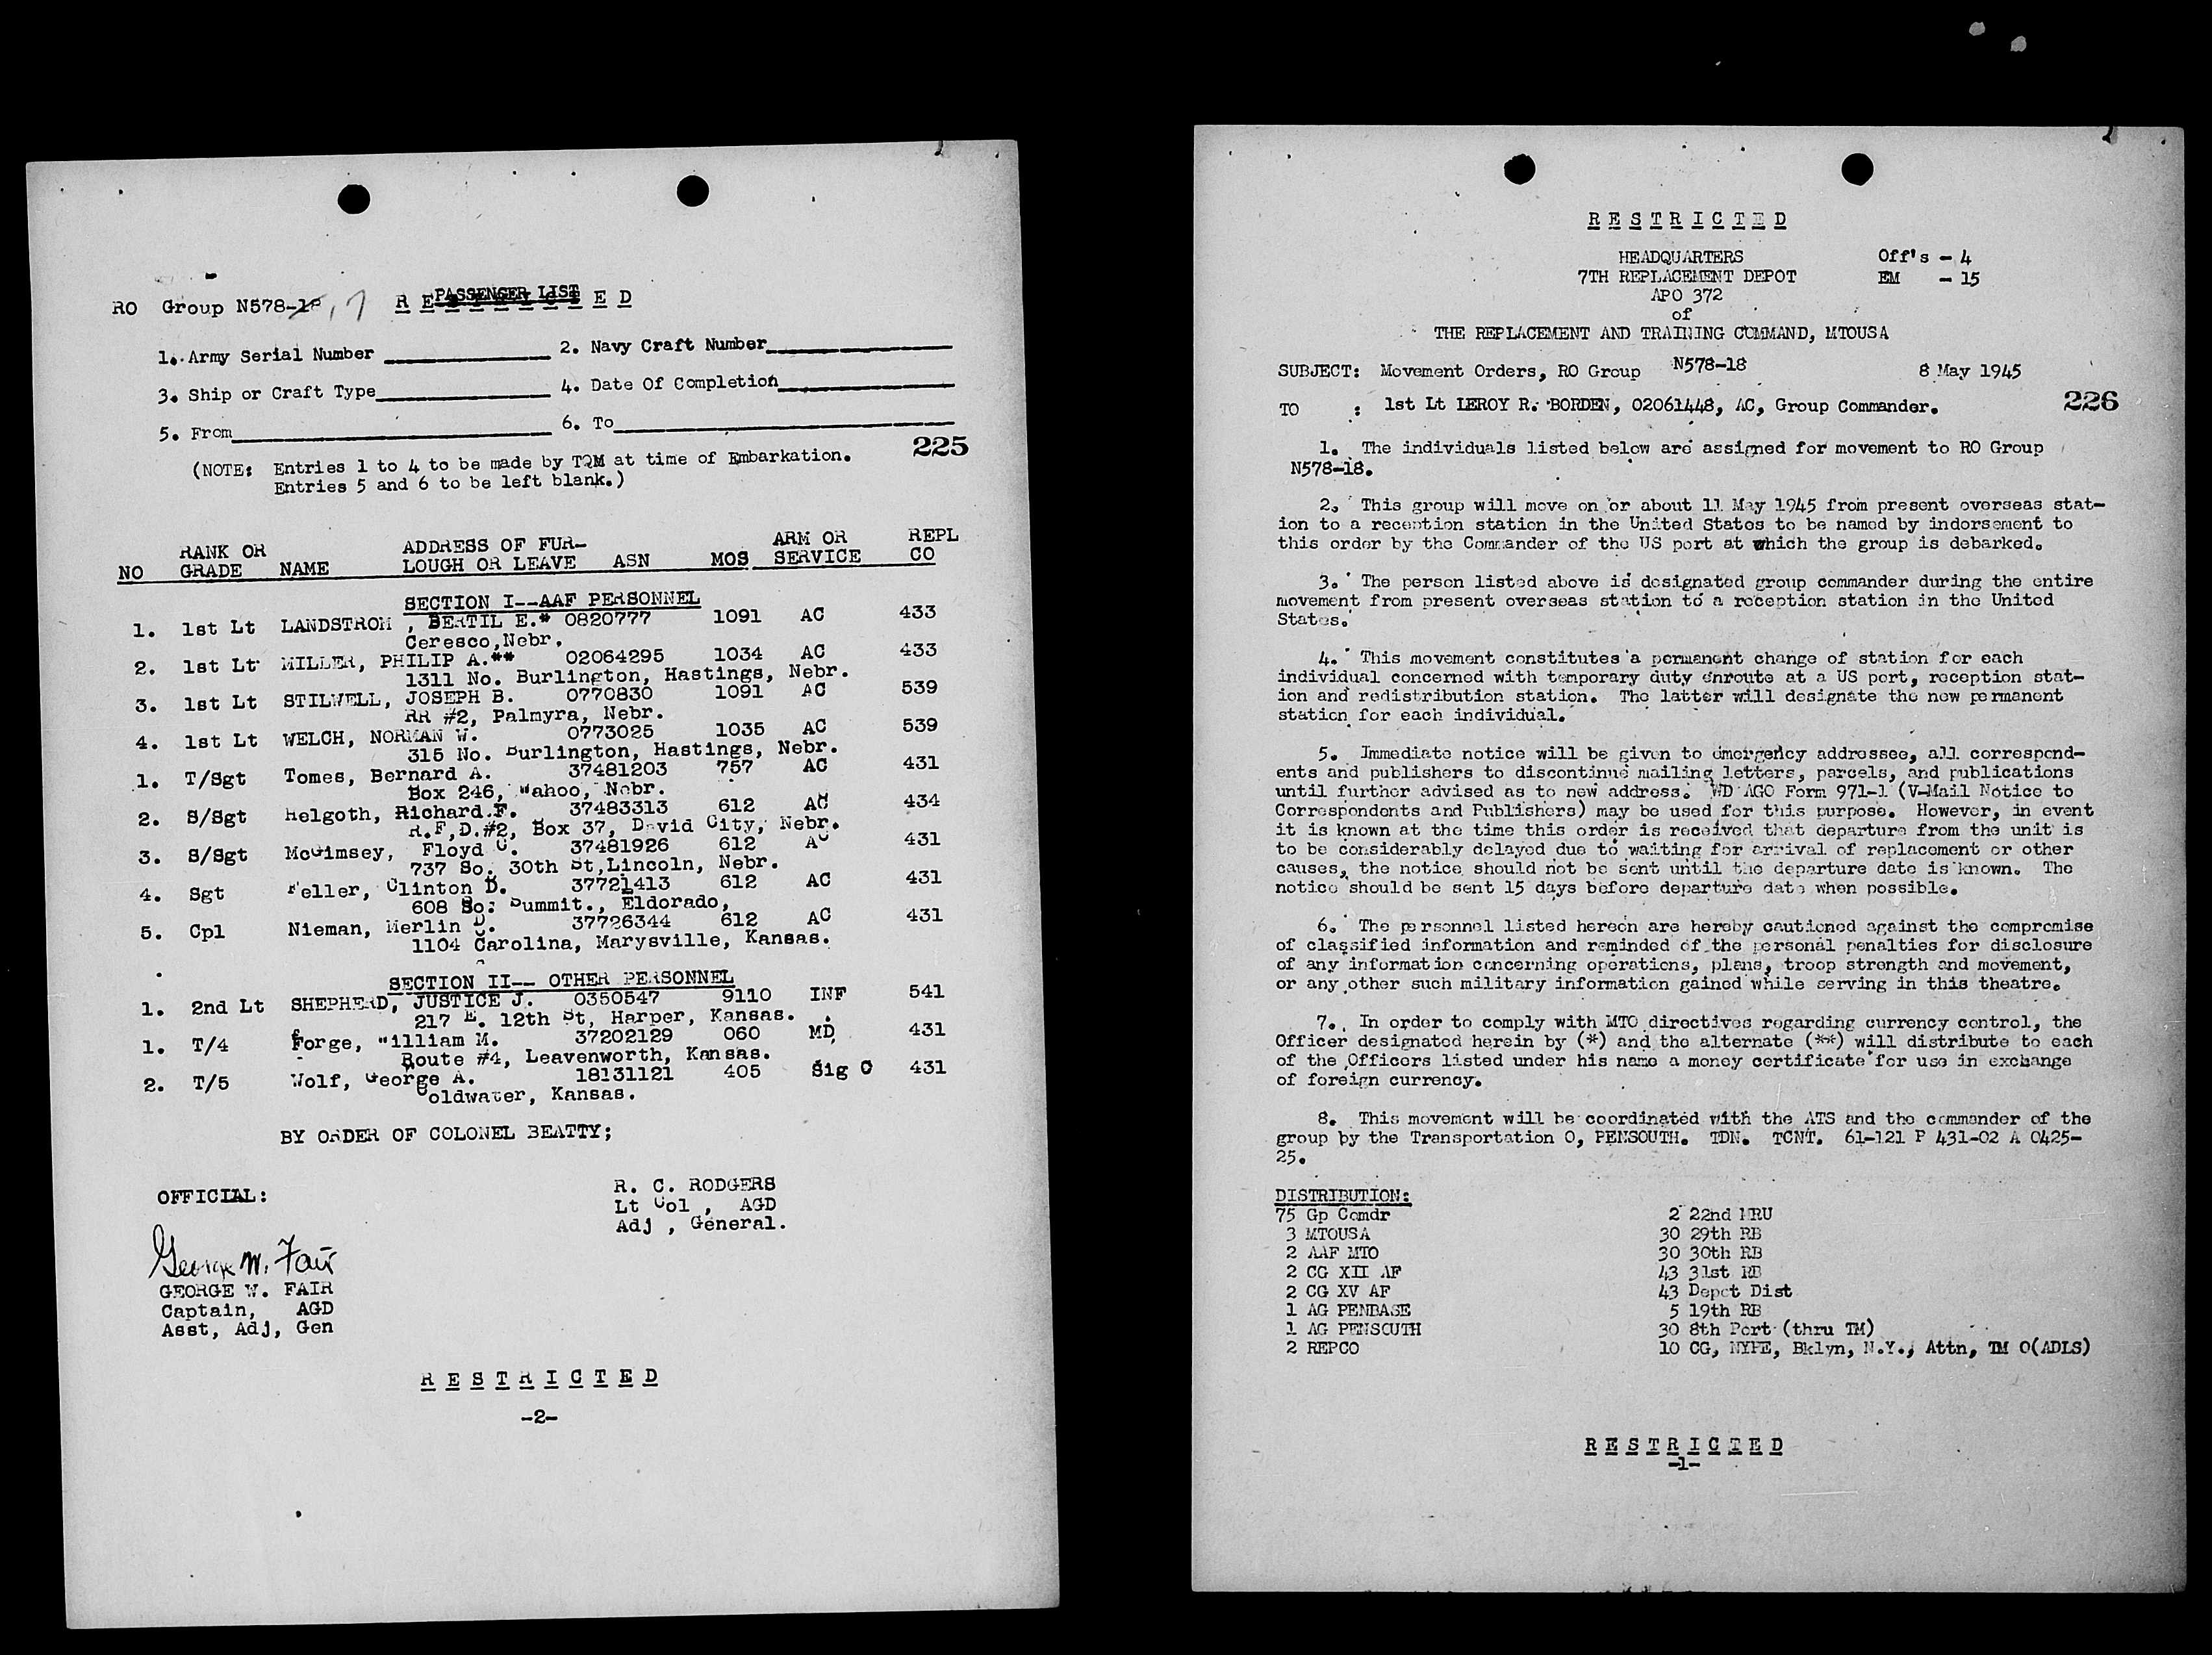 RO Group N578-18, 7
PASSENGER LIST
R E S T R I C T E D
1. Army Serial Number 2. Navy Craft Number
3. Ship or Craft Type 4. Date Of Completion
5. From 6. To
225
(NOTE: Entries 1 to 4 to be made by TQM at time of Embarkation.
Entries 5 and 6 to be left blank.)
RANK OR ADDRESS OF FUR- ARM OR REPL
NO GRADE NAME LOUGH OR LEAVE ASN MOS SERVICE CO
SECTION I--AAF PERSONNEL
1. 1st Lt LANDSTROM , BERTIL E.* 0820777 1091 AC 433
Ceresco,Nebr.
2. 1st Lt MILLER, PHILIP A.** 02064295 1034 AC 433
1311 No. Burlington, Hastings, Nebr.
3. 1st Lt STILWELL, JOSEPH B. 0770830 1091 AC 539
RR #2, Palmyra, Nebr.
4. 1st Lt WELCH, NORMAN W. 0773025 1035 AC 539
315 No. Burlington, Hastings, Nebr.
1. T/Sgt Tomes, Bernard A. 37481203 757 AC 431
Box 246, Wahoo, Nebr.
2. S/Sgt Helgoth, Richard.F. 37483313 612 AC 434
R.F,D.#2, Box 37, David City, Nebr.
3. S/Sgt McGimsey, Floyd C. 37481926 612 AC 431
737 So. 30th St,Lincoln, Nebr.
4. Sgt Feller, Clinton D. 37721413 612 AC 431
608 So. Summit., Eldorado,
5. Cpl Nieman, Merlin D. 37726344 612 AC 431
1104 Carolina, Marysville, Kansas.
SECTION II-- OTHER PERSONNEL
1. 2nd Lt SHEPHERD, JUSTICE J. 0350547 9110 INF 541
217 E. 12th St, Harper, Kansas.
1. T/4 Forge, William M. 37202129 060 MD 431
Route #4, Leavenworth, Kansas.
2. T/5 Wolf, George A. 18131121 405 Sig C 431
Coldwater, Kansas.
BY ORDER OF COLONEL BEATTY;
OFFICIAL:
R. C. RODGERS
Lt Col , AGD
Adj , General.
George W. Fair
GEORGE W. FAIR
Captain, AGD
Asst, Adj, Gen
R E S T R I C T E D
-2-
R E S T R I C T E D
HEADQUARTERS Off's - 4
7TH REPLACEMENT DEPOT EM - 15
APO 372
of
THE REPLACEMENT AND TRAINING COMMAND, MTOUSA
SUBJECT: Movement Orders, RO Group N578-18 8 May 1945
TO : 1st Lt LEROY R. BORDEN, 02061448, AC, Group Commander.
226
1. The individuals listed below are assigned for movement to RO Group
N578-18.
2. This group will move on or about 11 May 1945 from present overseas stat-
ion to a reception station in the United States to be named by indorsement to
this order by the Commander of the US port at which the group is debarked.
3. The person listed above is designated group commander during the entire
movement from present overseas station to a reception station in the United
States.
4. This movement constitutes a permanent change of station for each
individual concerned with temporary duty enroute at a US port, reception stat-
ion and redistribution station. The latter will designate the new permanent
station for each individual.
5. Immediate notice will be given to emergency addressee, all correspond-
ents and publishers to discontinue mailing letters, parcels, and publications
until further advised as to new address. WD AGO Form 971-1 (V-Mail Notice to
Correspondents and Publishers) may be used for this purpose. However, in event
it is known at the time this order is received that departure from the unit is
to be considerably delayed due to waiting for arrival of replacement or other
causes, the notice should not be sent until the departure date is known. The
notice should be sent 15 days before departure date when possible.
6. The personnel listed hereon are hereby cautioned against the compromise
of classified information and reminded of the personal penalties for disclosure
of any information concerning operations, plans, troop strength and movement,
or any other such military information gained while serving in this theatre.
7. In order to comply with MTO directives regarding currency control, the
Officer designated herein by (*) and the alternate (**) will distribute to each
of the Officers listed under his name a money certificate for use in exchange
of foreign currency.
8. This movement will be coordinated with the ATS and the commander of the
group by the Transportation O, PENSOUTH. TDN. TCNT. 61-121 P 431-02 A 0425-
25.
DISTRIBUTION:
75 Gp Comdr 2 22nd MRU
3 MTOUSA 30 29th RB
2 AAF MTO 30 30th RB
2 CG XII AF 43 31st RB
2 CG XV AF 43 Depot Dist
1 AG PENBASE 5 19th RB
1 AG PENSOUTH 30 8th Port (thru TM)
2 REPCO 10 CG, NYPE, Bklyn, N.Y., Attn, TM O(ADLS)
R E S T R I C T E D
-1-